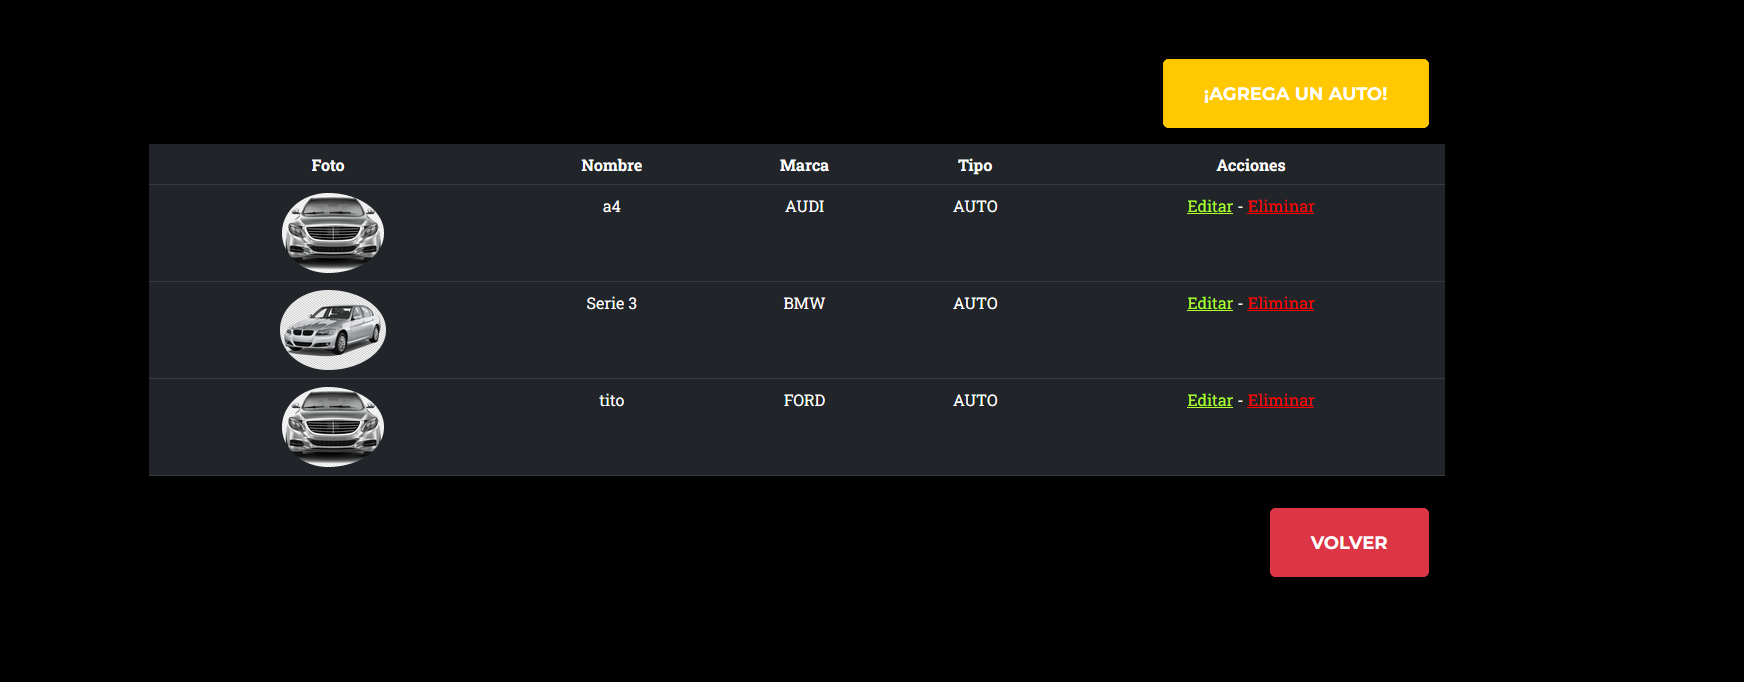 ¡AGREGA UN AUTO!
Foto Nombre Marca Tipo Acciones
a4 AUDI AUTO Editar - Eliminar
Serie 3 BMW AUTO Editar - Eliminar
tito FORD AUTO Editar - Eliminar
VOLVER